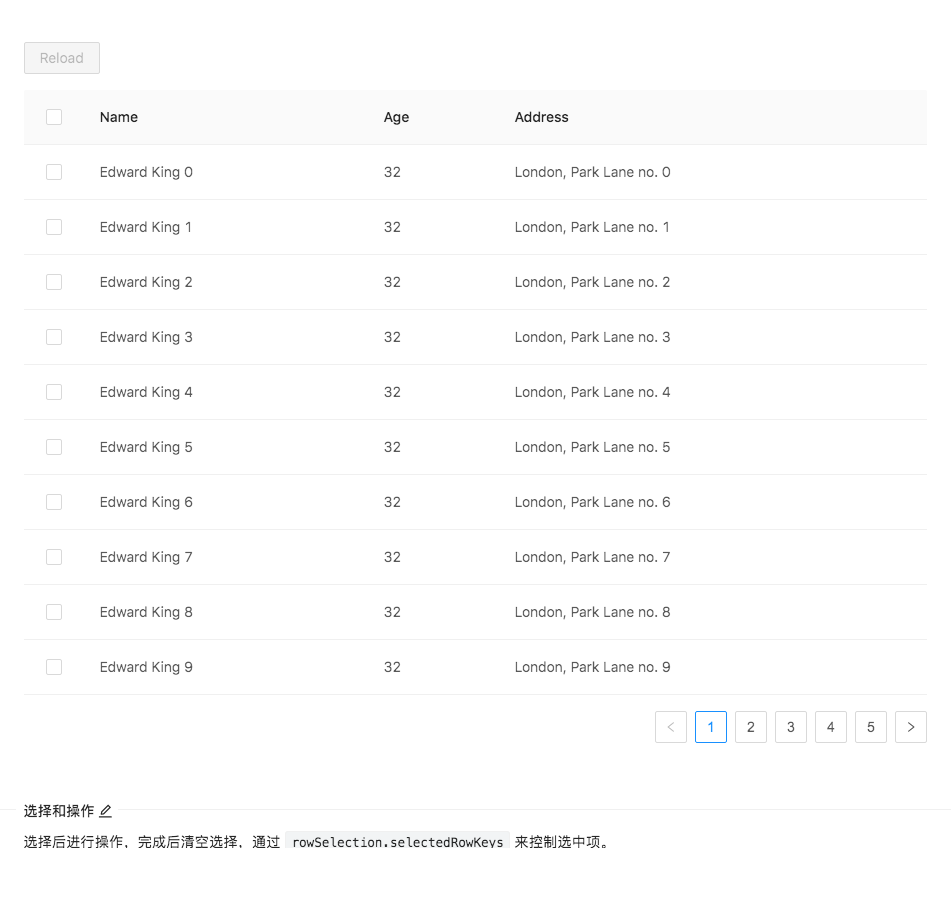 Reload
Name Age Address
Edward King 0 32 London, Park Lane no. 0
Edward King 1 32 London, Park Lane no. 1
Edward King 2 32 London, Park Lane no. 2
Edward King 3 32 London, Park Lane no. 3
Edward King 4 32 London, Park Lane no. 4
Edward King 5 32 London, Park Lane no. 5
Edward King 6 32 London, Park Lane no. 6
Edward King 7 32 London, Park Lane no. 7
Edward King 8 32 London, Park Lane no. 8
Edward King 9 32 London, Park Lane no. 9
< 1 2 3 4 5 >
选择和操作
选择后进行操作，完成后清空选择，通过 rowSelection.selectedRowKeys 来控制选中项。